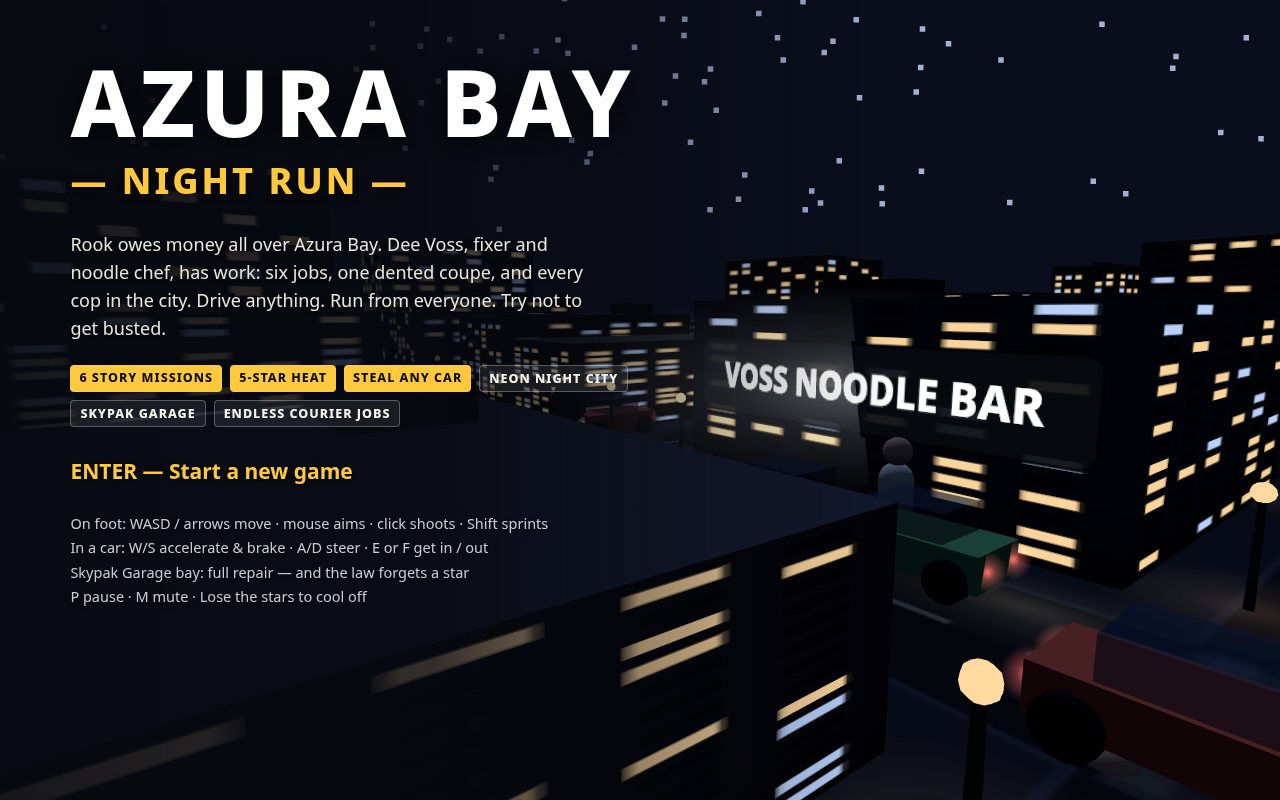 AZURA BAY
— NIGHT RUN —
Rook owes money all over Azura Bay. Dee Voss, fixer and
noodle chef, has work: six jobs, one dented coupe, and every
cop in the city. Drive anything. Run from everyone. Try not to
get busted.
6 STORY MISSIONS 5-STAR HEAT STEAL ANY CAR NEON NIGHT CITY
SKYPAK GARAGE ENDLESS COURIER JOBS
VOSS NOODLE BAR
ENTER — Start a new game
On foot: WASD / arrows move · mouse aims · click shoots · Shift sprints
In a car: W/S accelerate & brake · A/D steer · E or F get in / out
Skypak Garage bay: full repair — and the law forgets a star
P pause · M mute · Lose the stars to cool off